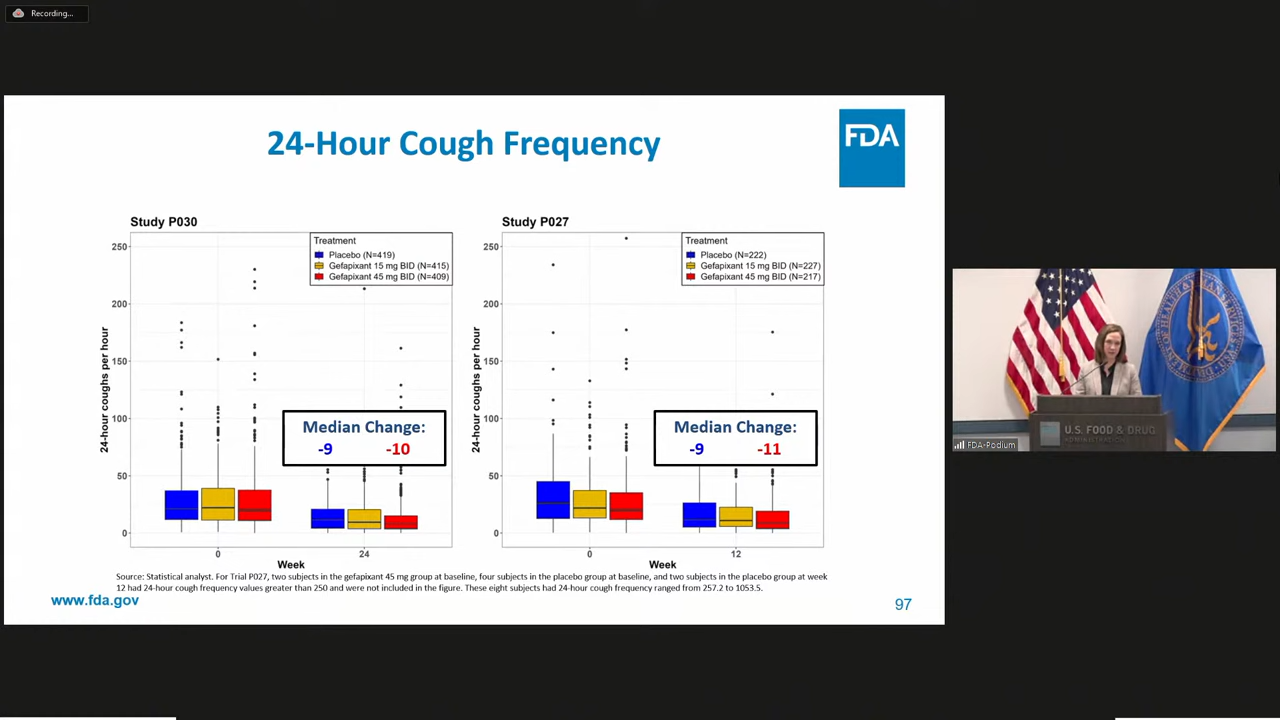 Recording...
24-Hour Cough Frequency
FDA
Study P030
Treatment
Placebo (N=419)
Gefapixant 15 mg BID (N=415)
Gefapixant 45 mg BID (N=409)
24-hour coughs per hour
250
200
150
100
50
0
Median Change:
-9 -10
0 24
Week
Study P027
Treatment
Placebo (N=222)
Gefapixant 15 mg BID (N=227)
Gefapixant 45 mg BID (N=217)
24-hour coughs per hour
250
200
150
100
50
0
Median Change:
-9 -11
0 12
Week
Source: Statistical analyst. For Trial P027, two subjects in the gefapixant 45 mg group at baseline, four subjects in the placebo group at baseline, and two subjects in the placebo group at week
12 had 24-hour cough frequency values greater than 250 and were not included in the figure. These eight subjects had 24-hour cough frequency ranged from 257.2 to 1053.5.
www.fda.gov
97
U.S. FOOD & DRUG
ADMINISTRATION
FDA-Podium